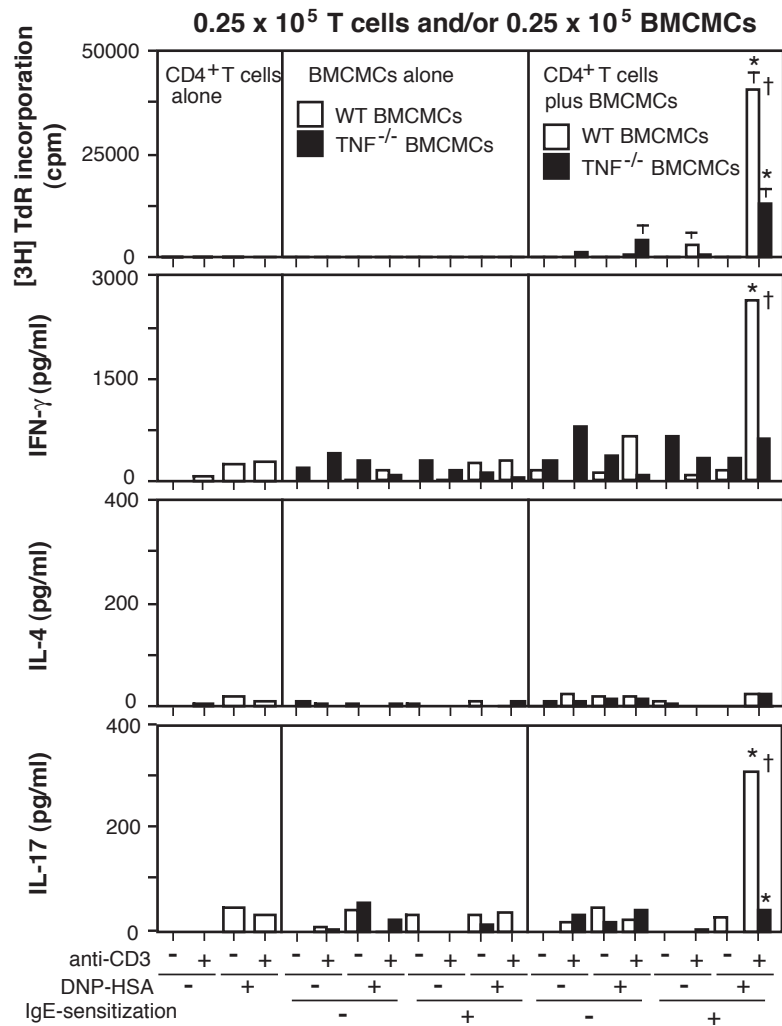 0.25 x 10⁵ T cells and/or 0.25 x 10⁵ BMCMCs
[3H] TdR incorporation
(cpm)
50000
25000
0
CD4⁺ T cells
alone
BMCMCs alone
WT BMCMCs
TNF⁻/⁻ BMCMCs
CD4⁺ T cells
plus BMCMCs
WT BMCMCs
TNF⁻/⁻ BMCMCs
* †
*
IFN-γ (pg/ml)
3000
1500
0
* †
IL-4 (pg/ml)
400
200
0
IL-17 (pg/ml)
400
200
0
* †
*
anti-CD3 - + - + - + - + - + - + - + - + - + - +
DNP-HSA - + - + - + - + - +
IgE-sensitization - + - +